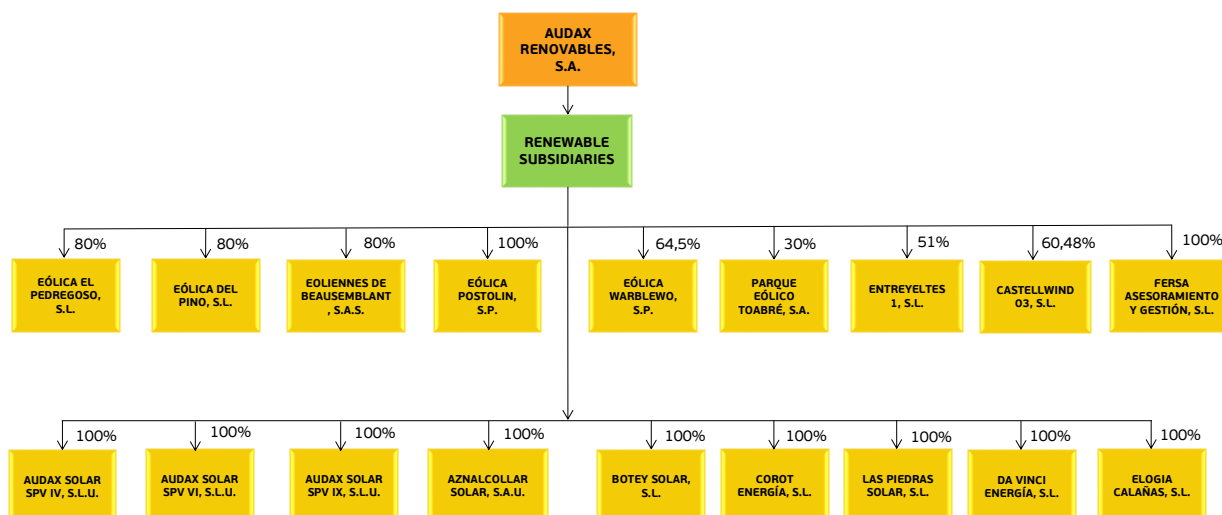 AUDAX
RENOVABLES,
S.A.
RENEWABLE
SUBSIDIARIES
80%
80%
80%
100%
64,5%
30%
51%
60,48%
100%
EÓLICA EL
PEDREGOSO,
S.L.
EÓLICA DEL
PINO, S.L.
EOLIENNES DE
BEAUSEMBLANT
, S.A.S.
EÓLICA
POSTOLIN,
S.P.
EÓLICA
WARBLEWO,
S.P.
PARQUE
EÓLICO
TOABRÉ, S.A.
ENTREYELTES
1, S.L.
CASTELLWIND
03, S.L.
FERSA
ASESORAMIENTO
Y GESTIÓN, S.L.
100%
100%
100%
100%
100%
100%
100%
100%
100%
AUDAX SOLAR
SPV IV, S.L.U.
AUDAX SOLAR
SPV VI, S.L.U.
AUDAX SOLAR
SPV IX, S.L.U.
AZNALCOLLAR
SOLAR, S.A.U.
BOTEY SOLAR,
S.L.
COROT
ENERGÍA, S.L.
LAS PIEDRAS
SOLAR, S.L.
DA VINCI
ENERGÍA, S.L.
ELOGIA
CALAÑAS, S.L.